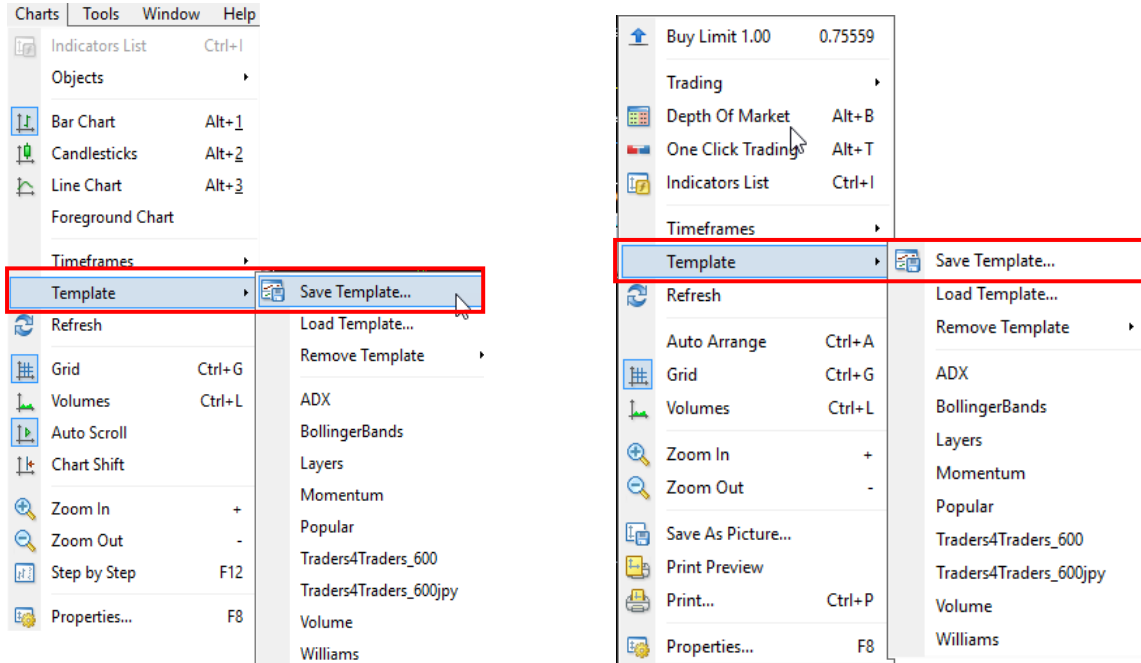 Charts Tools Window Help
Indicators List Ctrl+I
Objects
Bar Chart Alt+1
Candlesticks Alt+2
Line Chart Alt+3
Foreground Chart
Timeframes
Template
Refresh
Grid Ctrl+G
Volumes Ctrl+L
Auto Scroll
Chart Shift
Zoom In +
Zoom Out -
Step by Step F12
Properties... F8
Save Template...
Load Template...
Remove Template
ADX
BollingerBands
Layers
Momentum
Popular
Traders4Traders_600
Traders4Traders_600jpy
Volume
Williams
Buy Limit 1.00 0.75559
Trading
Depth Of Market Alt+B
One Click Trading Alt+T
Indicators List Ctrl+I
Timeframes
Template
Refresh
Auto Arrange Ctrl+A
Grid Ctrl+G
Volumes Ctrl+L
Zoom In +
Zoom Out -
Save As Picture...
Print Preview
Print... Ctrl+P
Properties... F8
Save Template...
Load Template...
Remove Template
ADX
BollingerBands
Layers
Momentum
Popular
Traders4Traders_600
Traders4Traders_600jpy
Volume
Williams